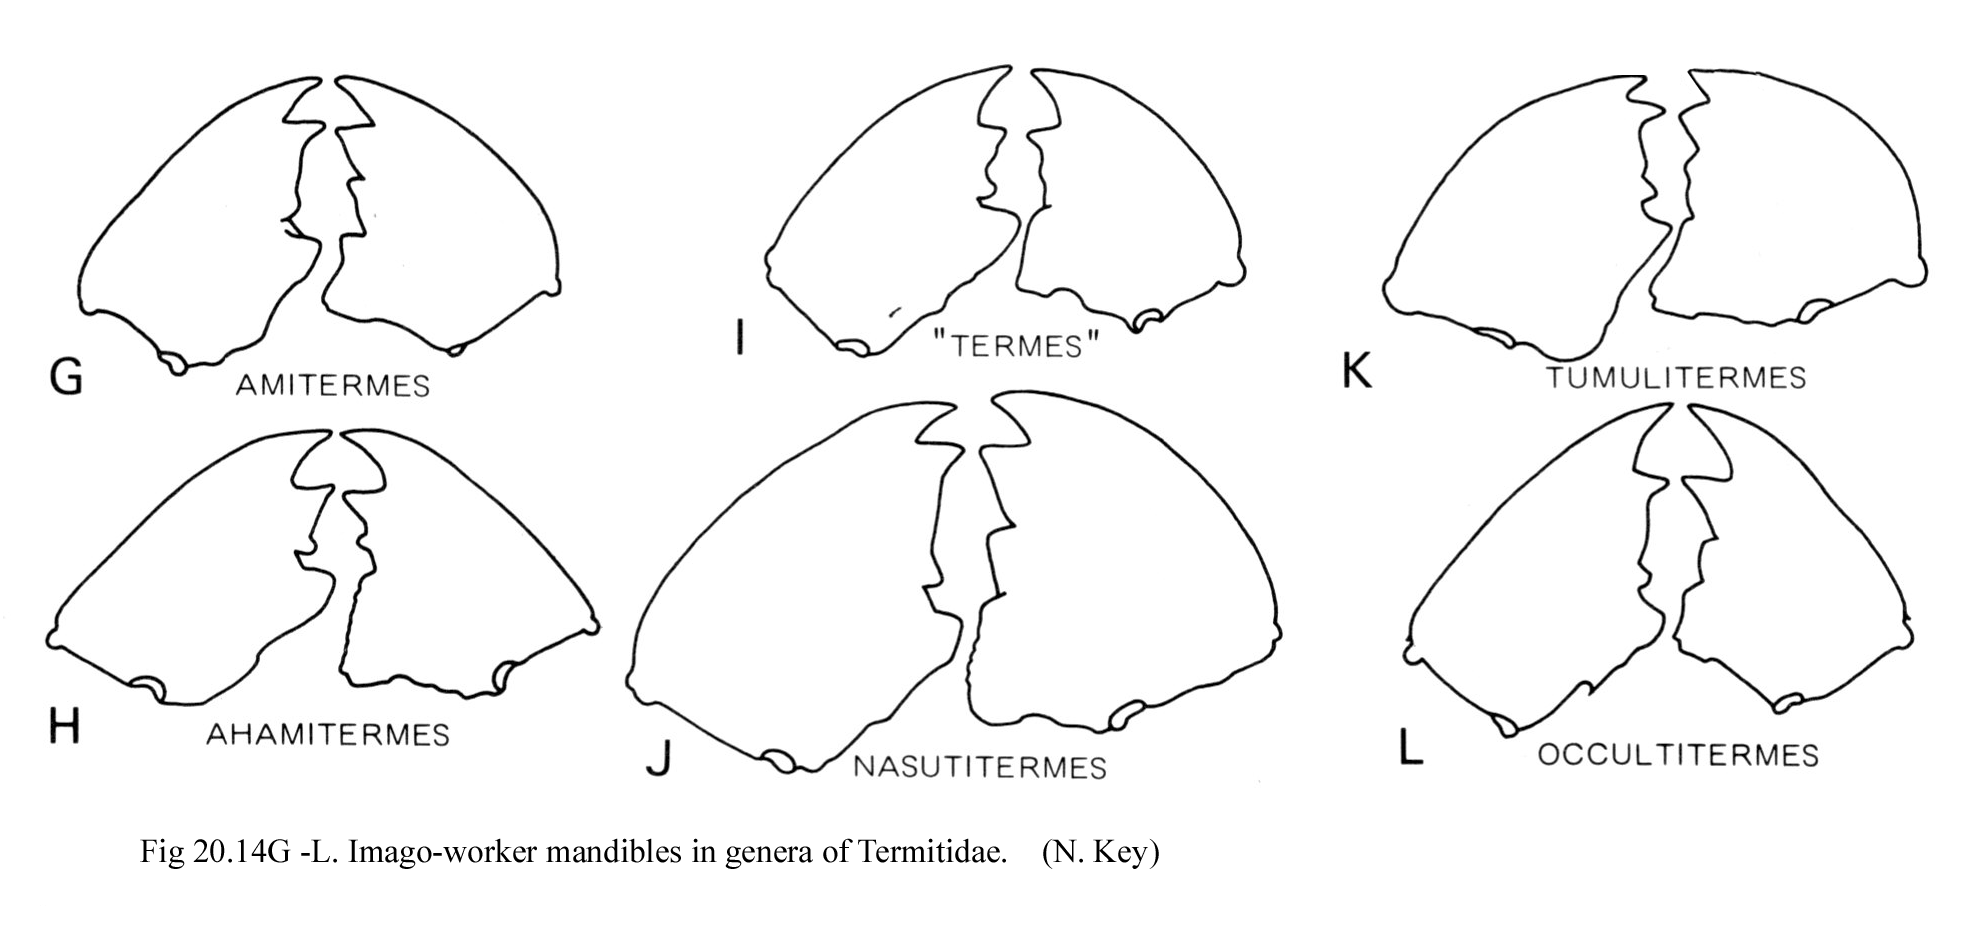 G
AMITERMES
I
"TERMES"
K
TUMULITERMES
H
AHAMITERMES
J
NASUTITERMES
L
OCCULTITERMES
Fig 20.14G -L. Imago-worker mandibles in genera of Termitidae. (N. Key)